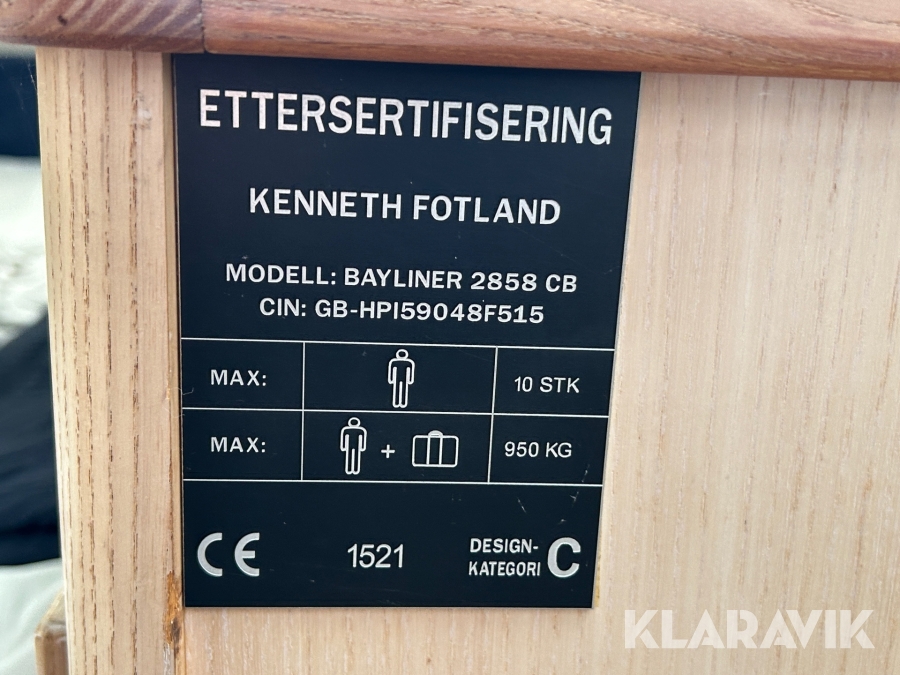 ETTERSERTIFISERING
KENNETH FOTLAND
MODELL: BAYLINER 2858 CB
CIN: GB-HPI59048F515
MAX: 10 STK
MAX: + 950 KG
CE 1521 DESIGN-
KATEGORI C
KLARAVIK